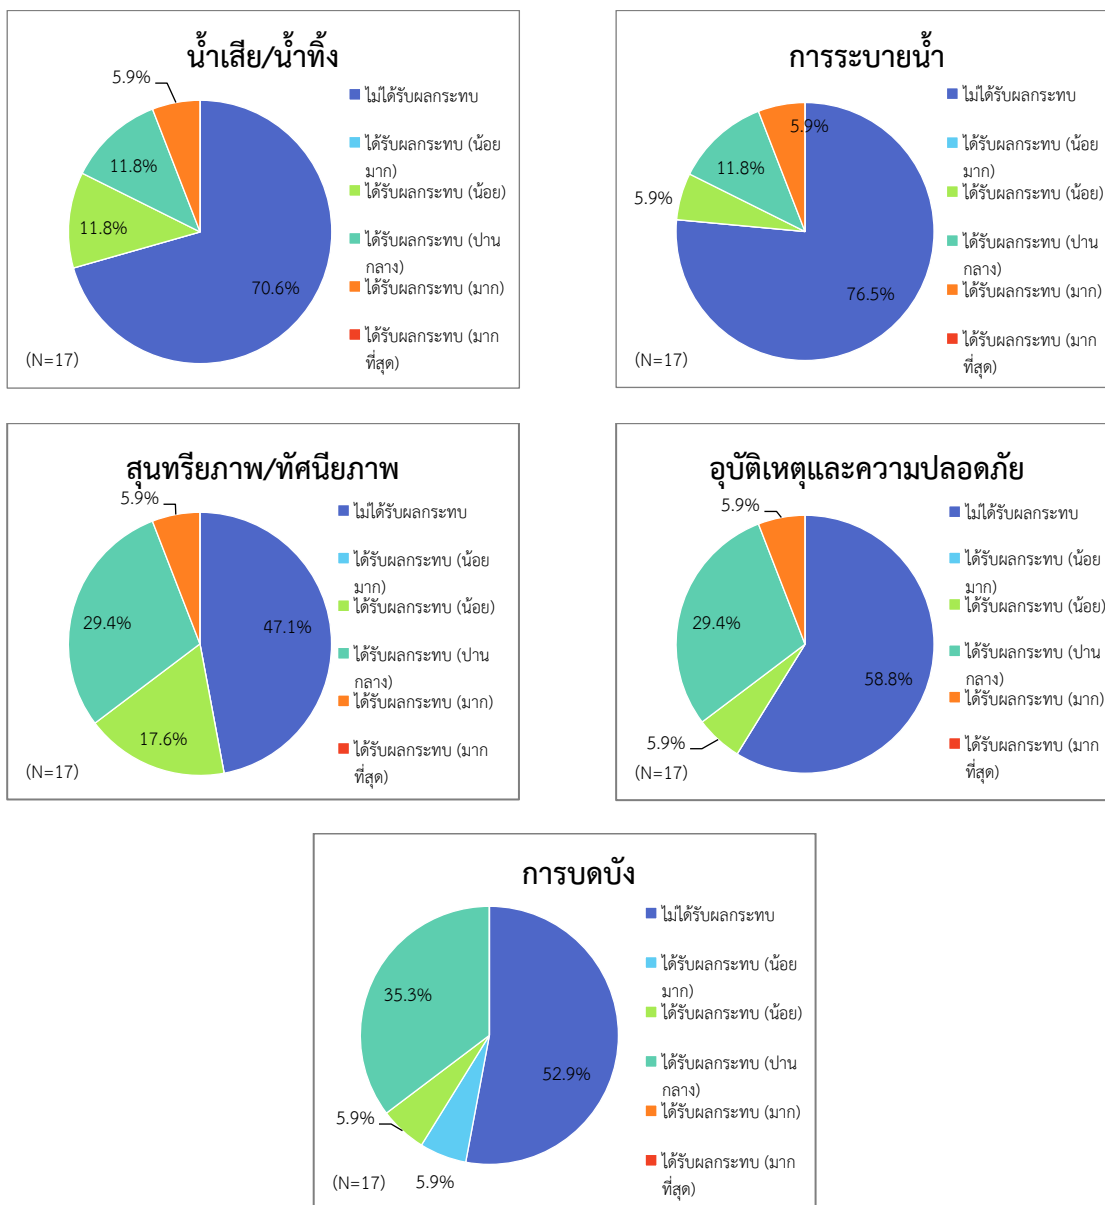 น้ำเสีย/น้ำทิ้ง
5.9%
11.8%
11.8%
70.6%
(N=17)
ไม่ได้รับผลกระทบ
ได้รับผลกระทบ (น้อย
มาก)
ได้รับผลกระทบ (น้อย)
ได้รับผลกระทบ (ปาน
กลาง)
ได้รับผลกระทบ (มาก)
ได้รับผลกระทบ (มาก
ที่สุด)
การระบายน้ำ
5.9%
11.8%
5.9%
76.5%
(N=17)
ไม่ได้รับผลกระทบ
ได้รับผลกระทบ (น้อย
มาก)
ได้รับผลกระทบ (น้อย)
ได้รับผลกระทบ (ปาน
กลาง)
ได้รับผลกระทบ (มาก)
ได้รับผลกระทบ (มาก
ที่สุด)
สุนทรียภาพ/ทัศนียภาพ
5.9%
29.4%
47.1%
17.6%
(N=17)
ไม่ได้รับผลกระทบ
ได้รับผลกระทบ (น้อย
มาก)
ได้รับผลกระทบ (น้อย)
ได้รับผลกระทบ (ปาน
กลาง)
ได้รับผลกระทบ (มาก)
ได้รับผลกระทบ (มาก
ที่สุด)
อุบัติเหตุและความปลอดภัย
5.9%
29.4%
58.8%
5.9%
(N=17)
ไม่ได้รับผลกระทบ
ได้รับผลกระทบ (น้อย
มาก)
ได้รับผลกระทบ (น้อย)
ได้รับผลกระทบ (ปาน
กลาง)
ได้รับผลกระทบ (มาก)
ได้รับผลกระทบ (มาก
ที่สุด)
การบดบัง
35.3%
52.9%
5.9%
5.9%
(N=17)
ไม่ได้รับผลกระทบ
ได้รับผลกระทบ (น้อย
มาก)
ได้รับผลกระทบ (น้อย)
ได้รับผลกระทบ (ปาน
กลาง)
ได้รับผลกระทบ (มาก)
ได้รับผลกระทบ (มาก
ที่สุด)